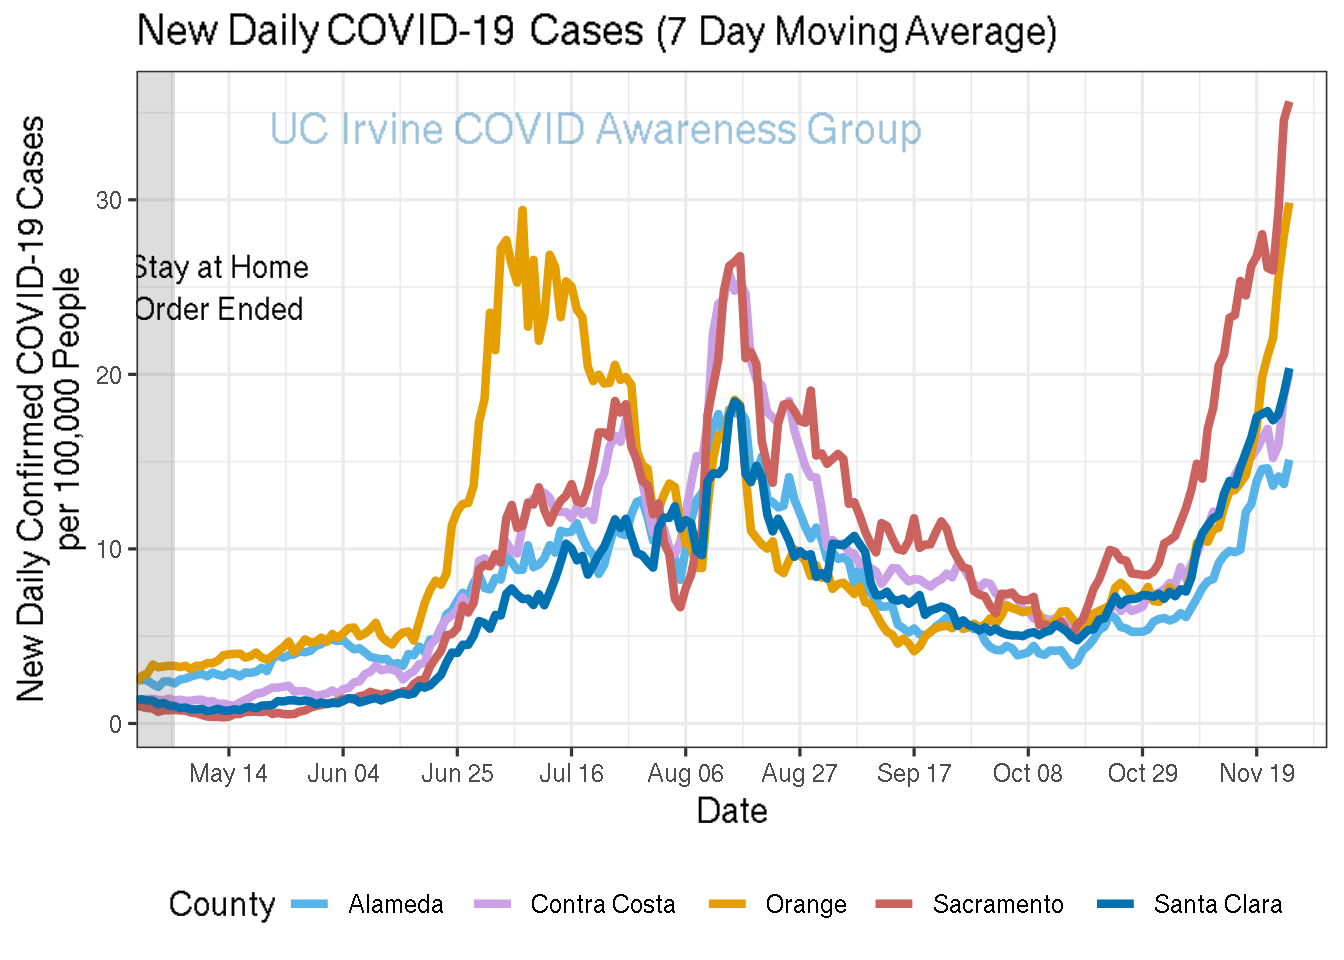 New Daily COVID-19 Cases (7 Day Moving Average)
UC Irvine COVID Awareness Group
Stay at Home
Order Ended
New Daily Confirmed COVID-19 Cases
per 100,000 People
30
20
10
0
May 14 Jun 04 Jun 25 Jul 16 Aug 06 Aug 27 Sep 17 Oct 08 Oct 29 Nov 19
Date
County Alameda Contra Costa Orange Sacramento Santa Clara